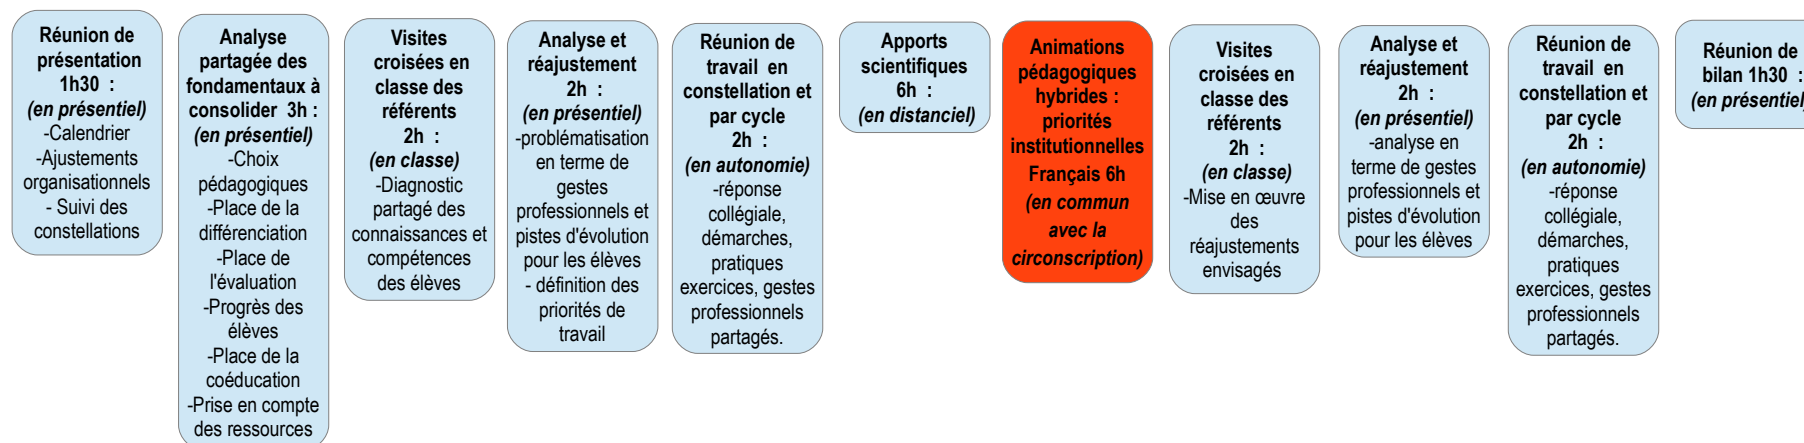 Réunion de
présentation
1h30 :
(en présentiel)
-Calendrier
-Ajustements
organisationnels
- Suivi des
constellations
Analyse
partagée des
fondamentaux à
consolider 3h :
(en présentiel)
-Choix
pédagogiques
-Place de la
différenciation
-Place de
l'évaluation
-Progrès des
élèves
-Place de la
coéducation
-Prise en compte
des ressources
Visites
croisées en
classe des
référents
2h :
(en classe)
-Diagnostic
partagé des
connaissances et
compétences
des élèves
Analyse et
réajustement
2h :
(en présentiel)
-problématisation
en terme de
gestes
professionnels et
pistes d'évolution
pour les élèves
- définition des
priorités de
travail
Réunion de
travail en
constellation et
par cycle
2h :
(en autonomie)
-réponse
collégiale,
démarches,
pratiques
exercices, gestes
professionnels
partagés.
Apports
scientifiques
6h :
(en distanciel)
Animations
pédagogiques
hybrides :
priorités
institutionnelles
Français 6h
(en commun
avec la
circonscription)
Visites
croisées en
classe des
référents
2h :
(en classe)
-Mise en œuvre
des
réajustements
envisagés
Analyse et
réajustement
2h :
(en présentiel)
-analyse en
terme de gestes
professionnels et
pistes d'évolution
pour les élèves
Réunion de
travail en
constellation et
par cycle
2h :
(en autonomie)
-réponse
collégiale,
démarches,
pratiques
exercices, gestes
professionnels
partagés.
Réunion de
bilan 1h30 :
(en présentiel)